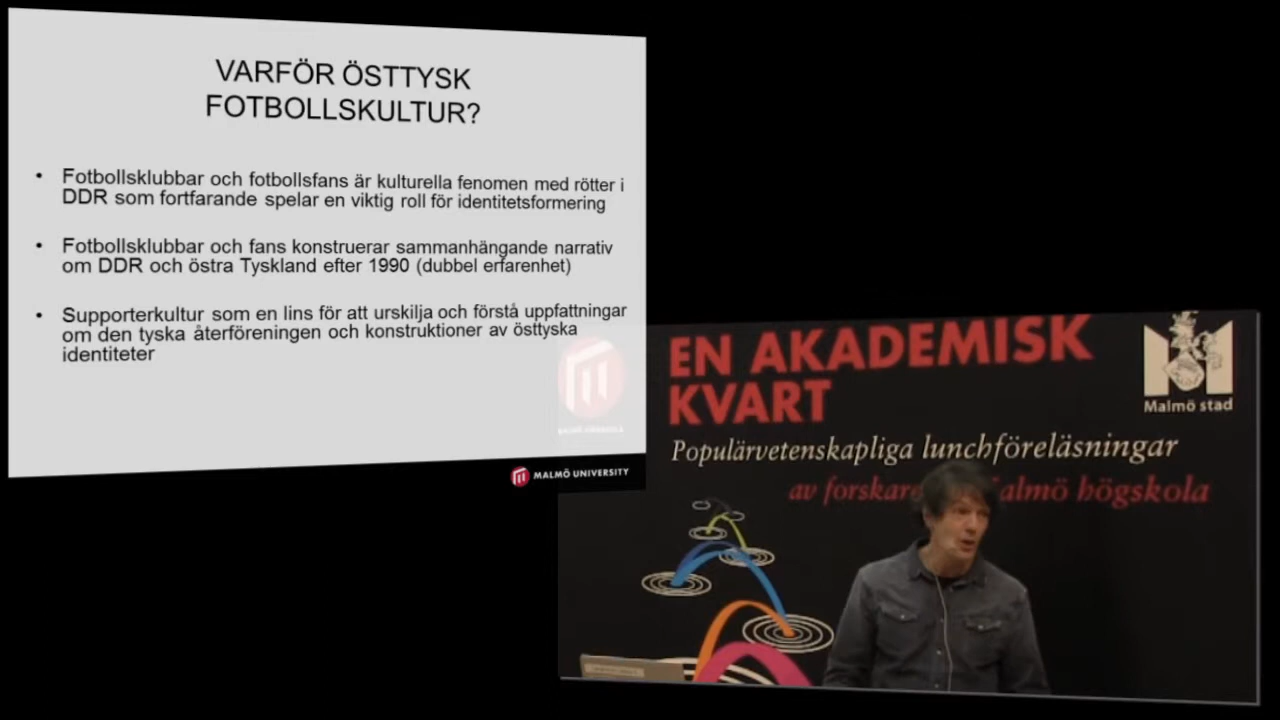 VARFÖR ÖSTTYSK
FOTBOLLSKULTUR?
• Fotbollsklubbar och fotbollsfans är kulturella fenomen med rötter i
DDR som fortfarande spelar en viktig roll för identitetsformering
• Fotbollsklubbar och fans konstruerar sammanhängande narrativ
om DDR och östra Tyskland efter 1990 (dubbel erfarenhet)
• Supporterkultur som en lins för att urskilja och förstå uppfattningar
om den tyska återföreningen och konstruktioner av östtyska
identiteter
MALMÖ UNIVERSITY
EN AKADEMISK
KVART
Malmö stad
Populärvetenskapliga lunchföreläsningar
av forskare almö högskola